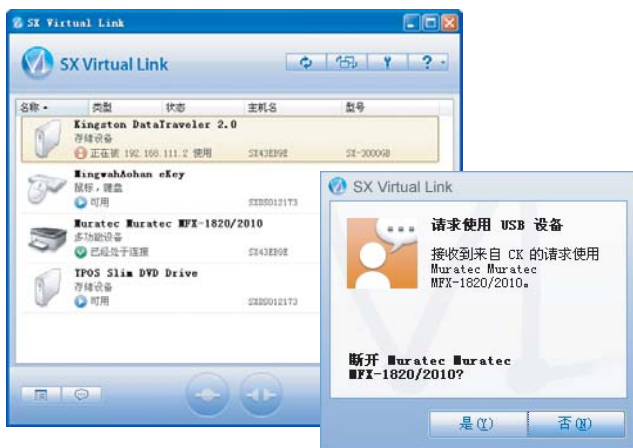 SX Virtual Link
SX Virtual Link
?
名称 类型 状态 主机名 型号
Kingston DataTraveler 2.0
存储设备
正在被 192.168.111.2 使用 SX43EB9E SX-3000GB
MingwahAohan eKey
鼠标，键盘
可用 SXDS012173
Muratec Muratec MFX-1820/2010
多功能设备
已经处于连接 SX43EB9E
TPOS Slim DVD Drive
存储设备
可用 SXDS012173
SX Virtual Link
请求使用 USB 设备
接收到来自 CK 的请求使用
Muratec Muratec
MFX-1820/2010。
断开 Muratec Muratec
MFX-1820/2010?
是(Y) 否(N)